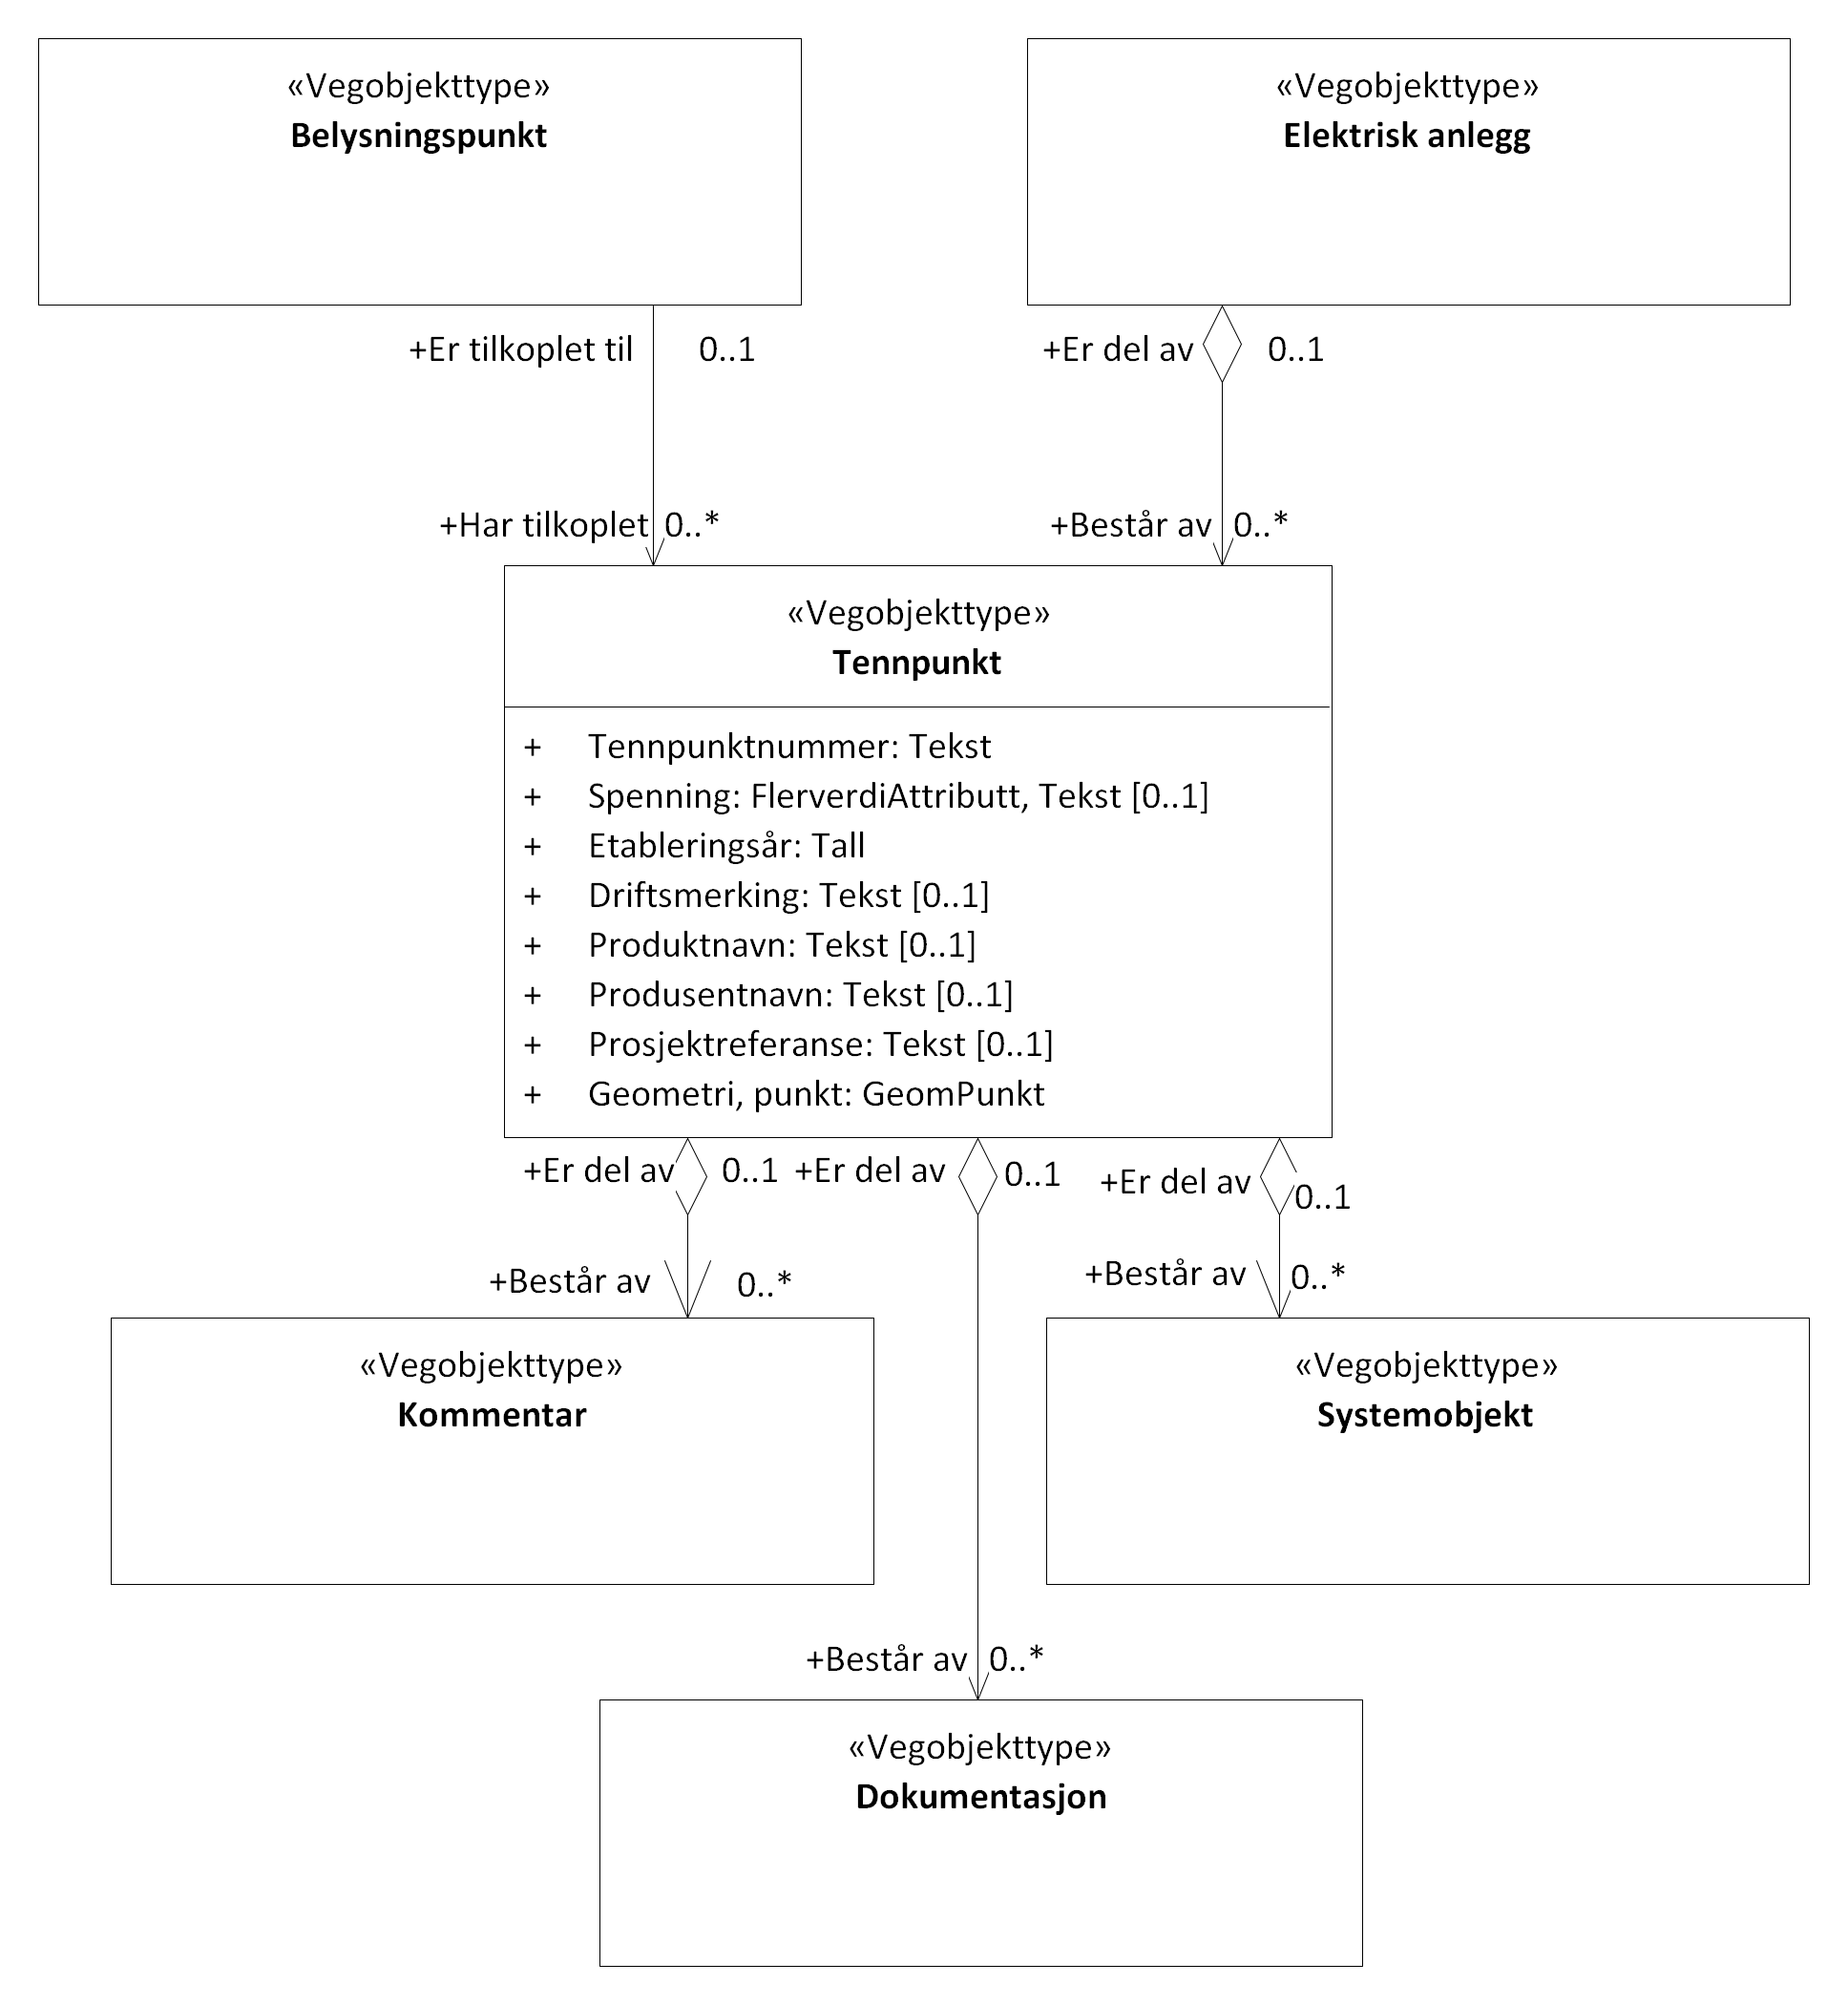 «Vegobjekttype»
Belysningspunkt
«Vegobjekttype»
Elektrisk anlegg
+Er tilkoplet til
0..1
+Er del av
0..1
+Har tilkoplet
0..*
+Består av
0..*
«Vegobjekttype»
Tennpunkt
+ Tennpunktnummer: Tekst
+ Spenning: FlerverdiAttributt, Tekst [0..1]
+ Etableringsår: Tall
+ Driftsmerking: Tekst [0..1]
+ Produktnavn: Tekst [0..1]
+ Produsentnavn: Tekst [0..1]
+ Prosjektreferanse: Tekst [0..1]
+ Geometri, punkt: GeomPunkt
+Er del av
0..1
+Er del av
0..1
+Er del av
0..1
+Består av
0..*
+Består av
0..*
«Vegobjekttype»
Kommentar
«Vegobjekttype»
Systemobjekt
+Består av
0..*
«Vegobjekttype»
Dokumentasjon